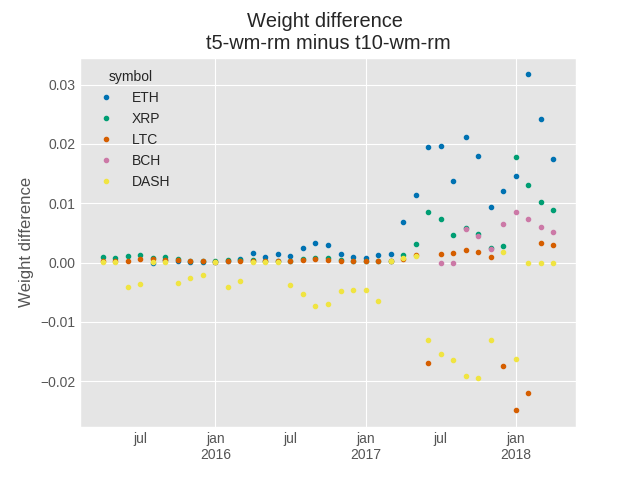 Weight difference
t5-wm-rm minus t10-wm-rm
symbol
ETH
XRP
LTC
BCH
DASH
Weight difference
0.03
0.02
0.01
0.00
−0.01
−0.02
jul
jan
2016
jul
jan
2017
jul
jan
2018